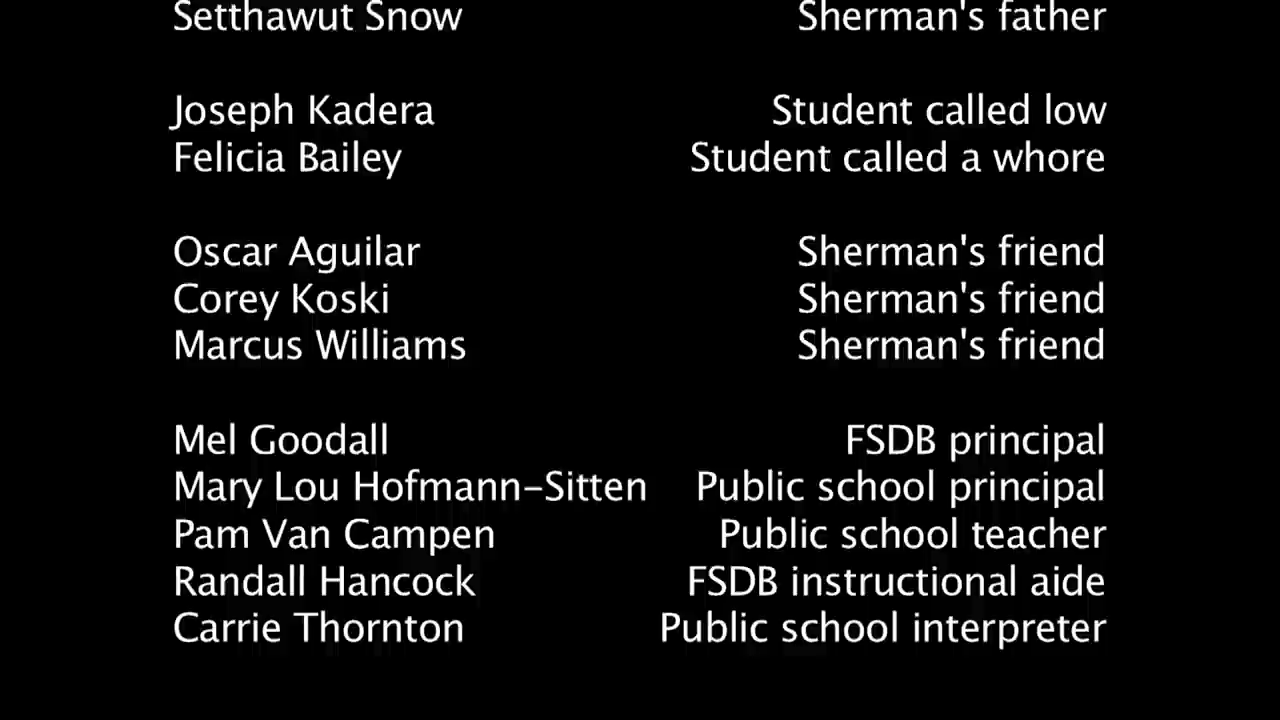 Setthawut Snow Sherman's father
Joseph Kadera Student called low
Felicia Bailey Student called a whore
Oscar Aguilar Sherman's friend
Corey Koski Sherman's friend
Marcus Williams Sherman's friend
Mel Goodall FSDB principal
Mary Lou Hofmann-Sitten Public school principal
Pam Van Campen Public school teacher
Randall Hancock FSDB instructional aide
Carrie Thornton Public school interpreter